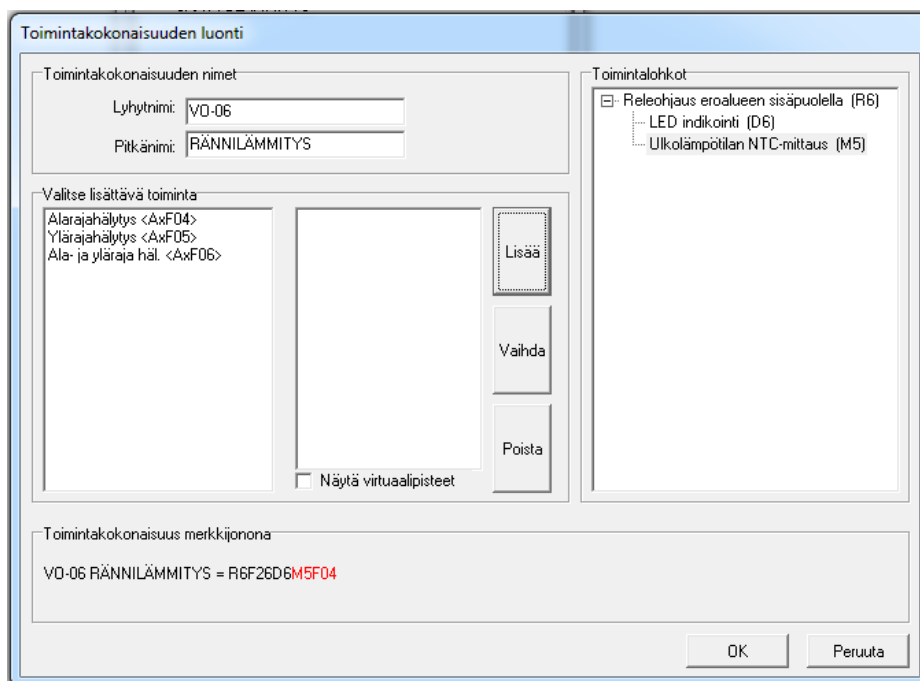 Toimintakokonaisuuden luonti
Toimintakokonaisuuden nimet
Lyhytnimi: VO-06
Pitkänimi: RÄNNILÄMMITYS
Valitse lisättävä toiminta
Alarajahälytys <AxF04>
Ylärajahälytys <AxF05>
Ala- ja yläraja häl. <AxF06>
Lisää
Vaihda
Poista
Näytä virtuaalipisteet
Toimintalohkot
Releohjaus eroalueen sisäpuolella (R6)
LED indikointi (D6)
Ulkolämpötilan NTC-mittaus (M5)
Toimintakokonaisuus merkkijonona
VO-06 RÄNNILÄMMITYS = R6F26D6M5F04
OK
Peruuta